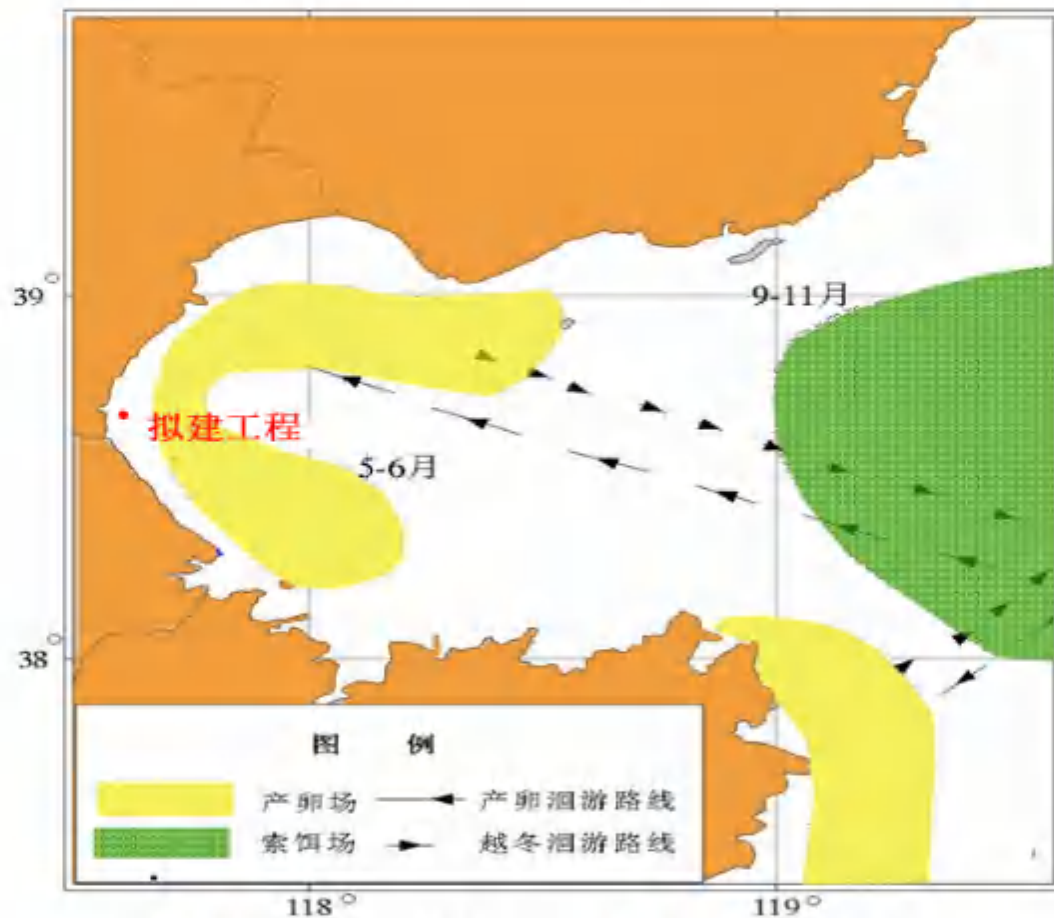 39°
9-11月
拟建工程
5-6月
38°
图 例
产卵场
产卵洄游路线
索饵场
越冬洄游路线
118°
119°